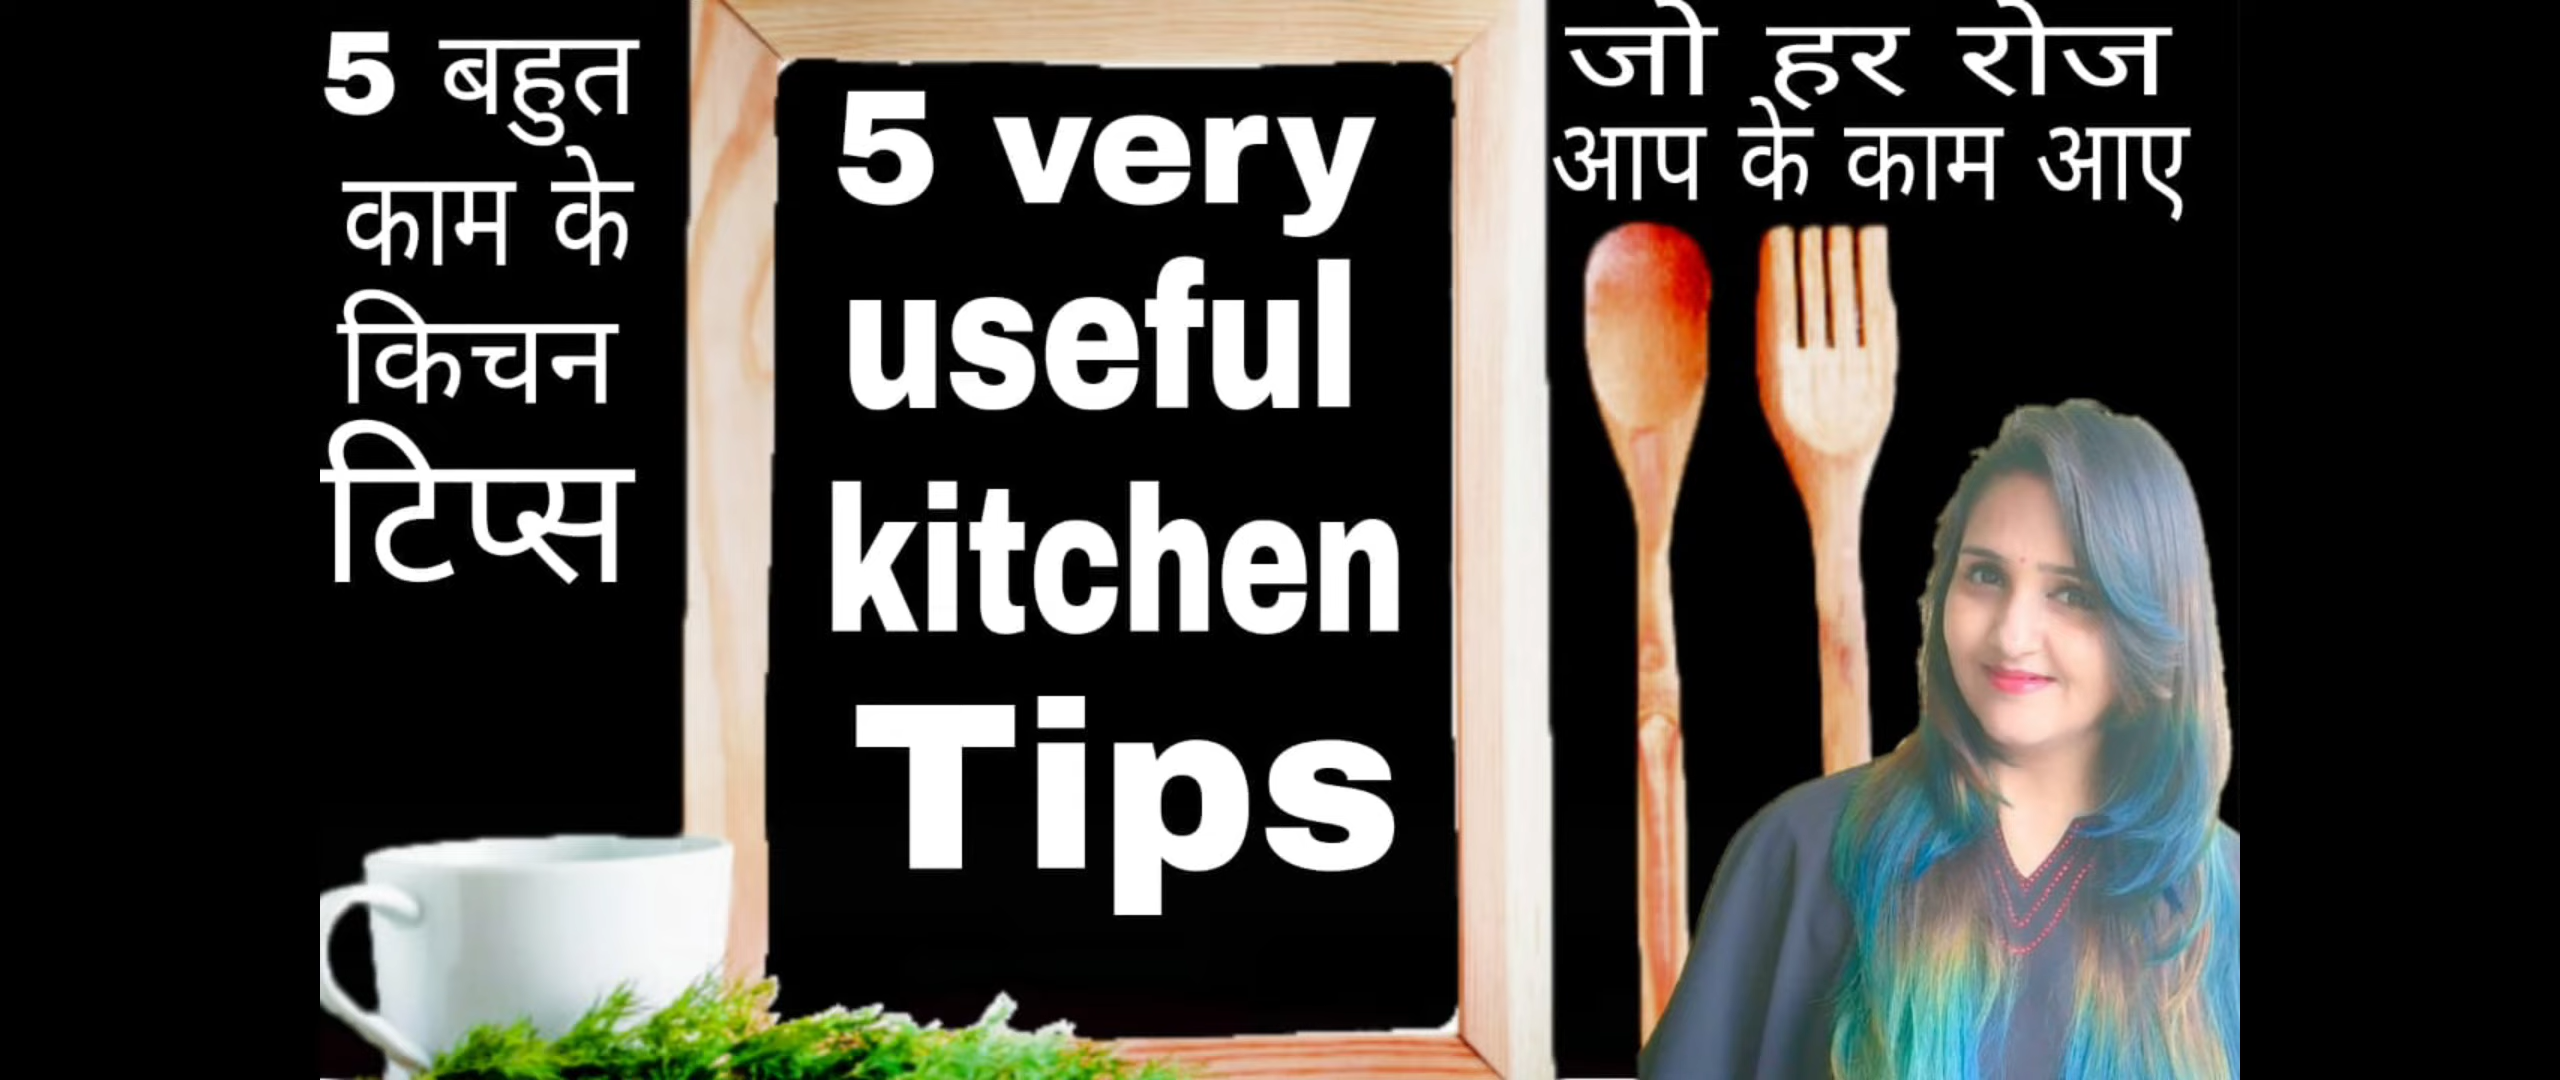 5 बहुत
काम के
किचन
टिप्स
5 very
useful
kitchen
Tips
जो हर रोज
आप के काम आए